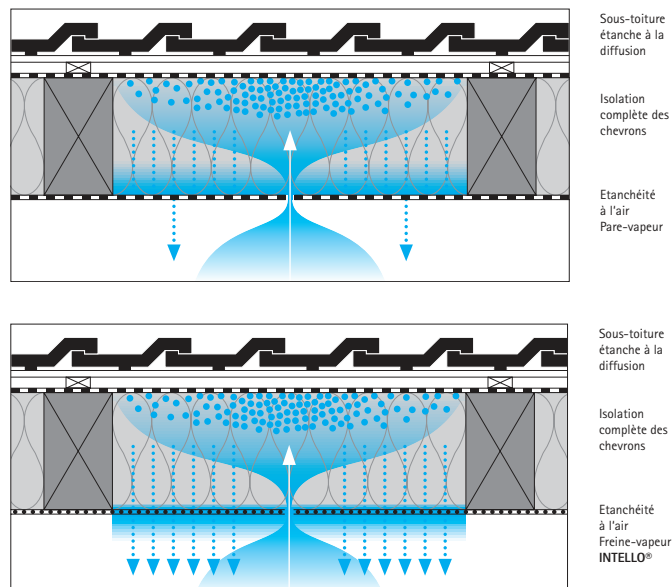 Sous-toiture
étanche à la
diffusion
Isolation
complète des
chevrons
Etanchéité
à l'air
Pare-vapeur
Sous-toiture
étanche à la
diffusion
Isolation
complète des
chevrons
Etanchéité
à l'air
Freine-vapeur
INTELLO®